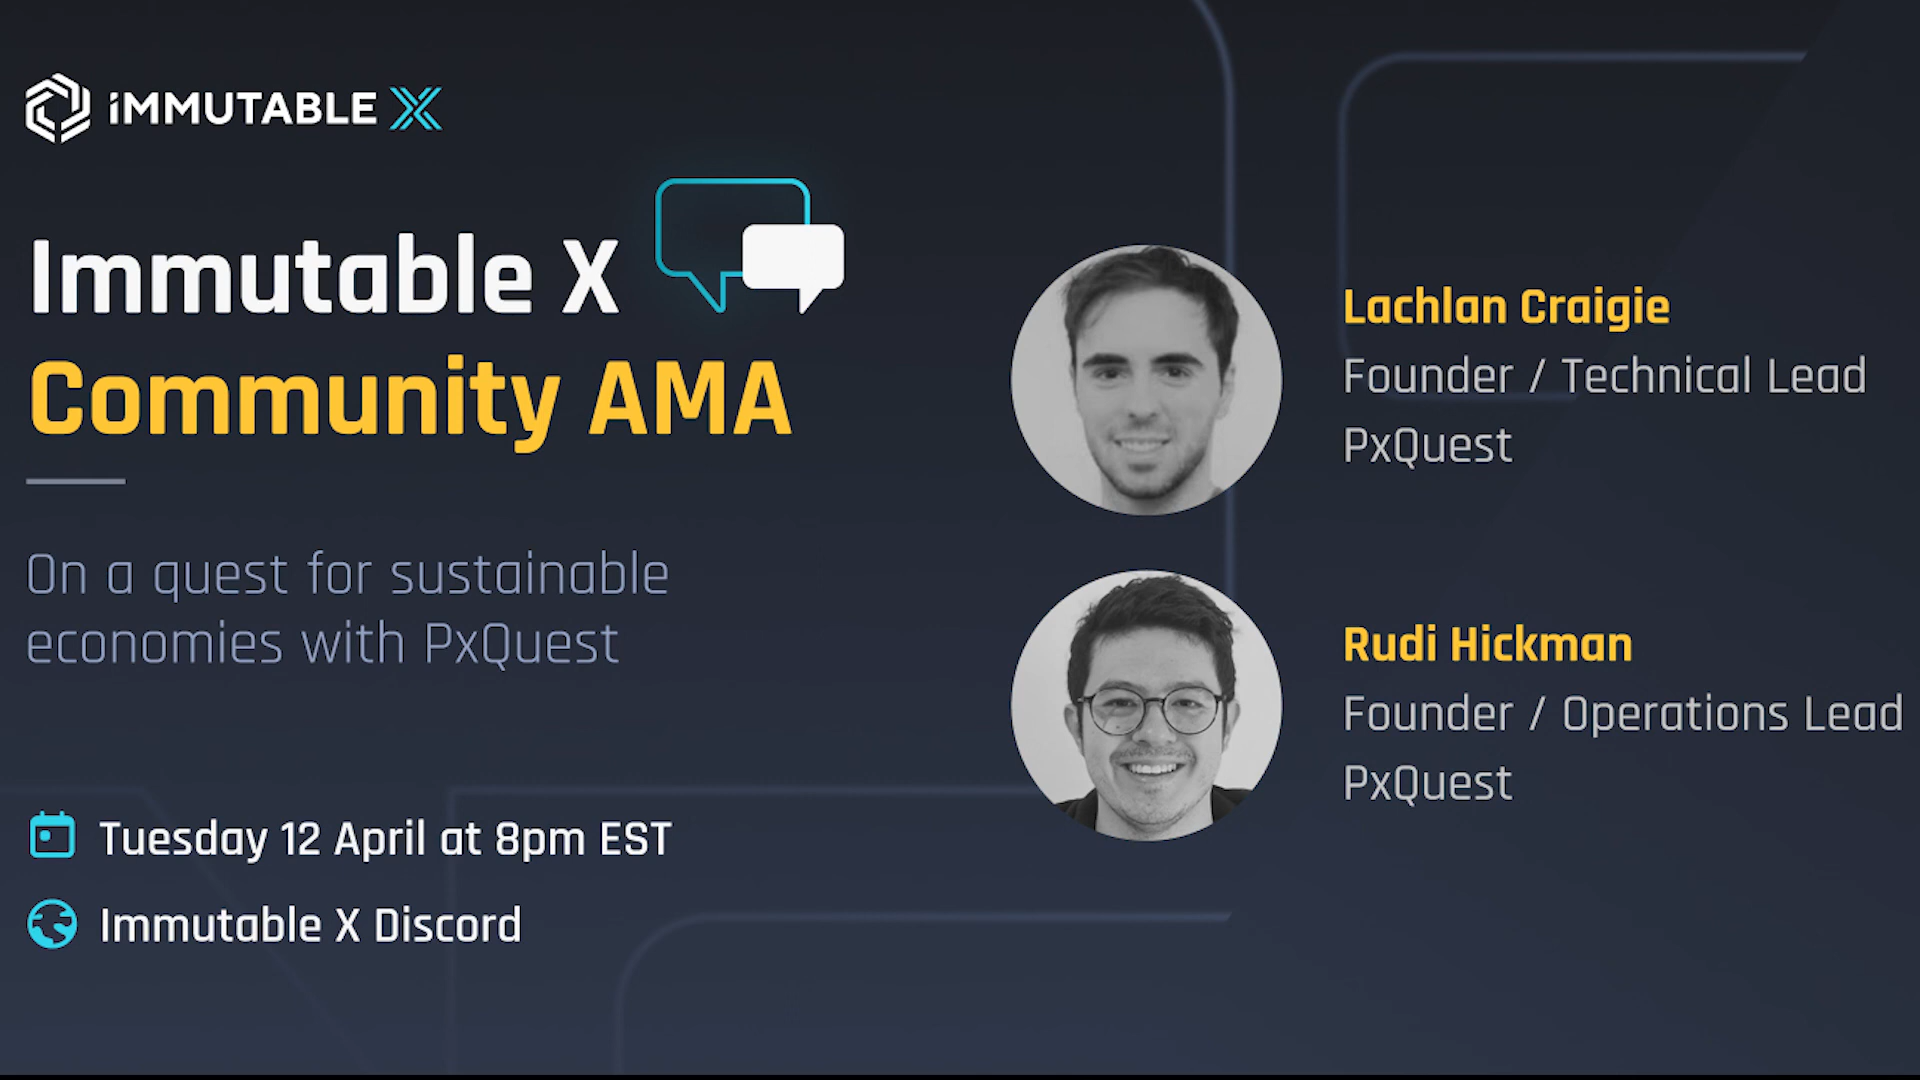 iMMUTABLE X
Immutable X
Community AMA
On a quest for sustainable
economies with PxQuest
Tuesday 12 April at 8pm EST
Immutable X Discord
Lachlan Craigie
Founder / Technical Lead
PxQuest
Rudi Hickman
Founder / Operations Lead
PxQuest